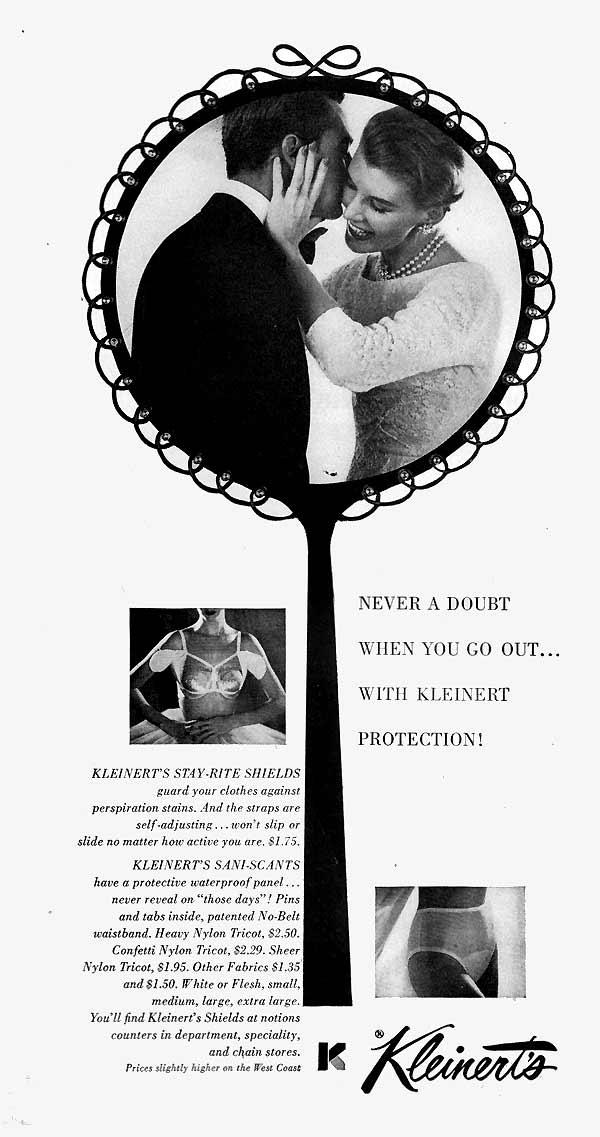 NEVER A DOUBT
WHEN YOU GO OUT...
WITH KLEINERT
PROTECTION!
KLEINERT'S STAY-RITE SHIELDS
guard your clothes against
perspiration stains. And the straps are
self-adjusting...won't slip or
slide no matter how active you are. $1.75.
KLEINERT'S SANI-SCANTS
have a protective waterproof panel...
never reveal on "those days"! Pins
and tabs inside, patented No-Belt
waistband. Heavy Nylon Tricot, $2.50.
Confetti Nylon Tricot, $2.29. Sheer
Nylon Tricot, $1.95. Other Fabrics $1.35
and $1.50. White or Flesh, small,
medium, large, extra large.
You'll find Kleinert's Shields at notions
counters in department, speciality,
and chain stores.
Prices slightly higher on the West Coast
K ® Kleinert's